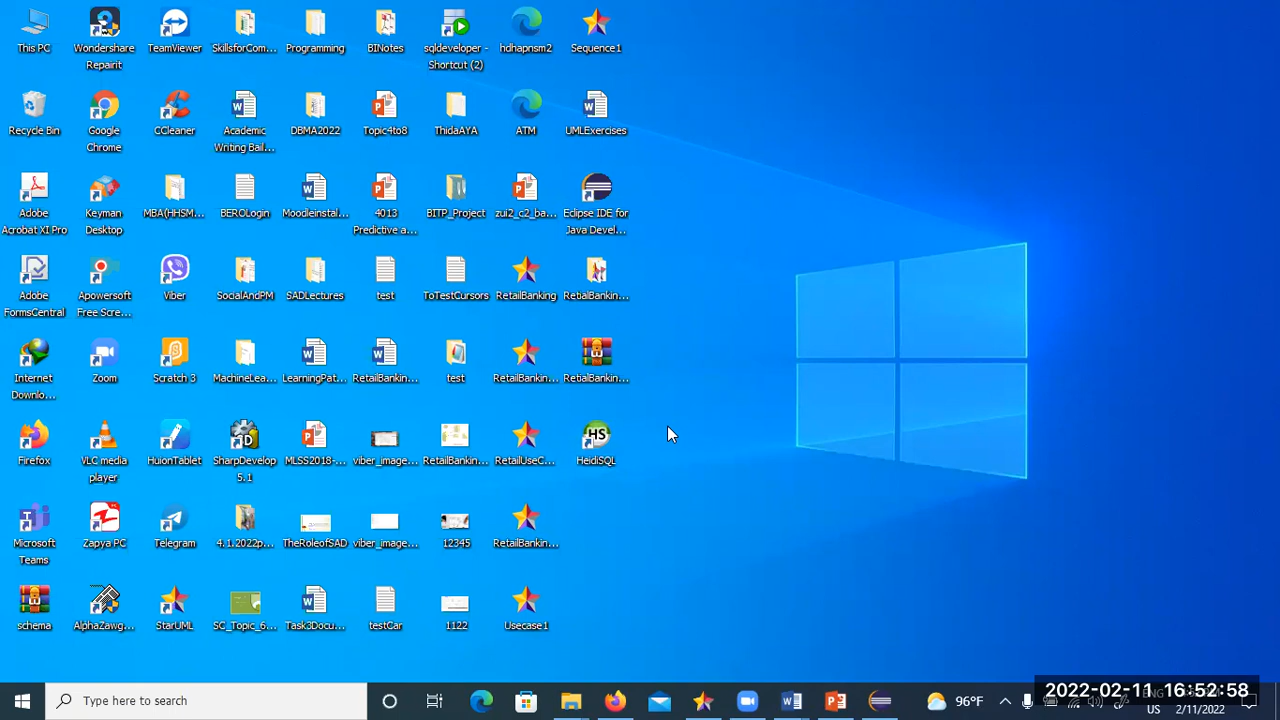 This PC
Wondershare
Repairit
TeamViewer
SkillsforCom...
Programming
BINotes
sqldeveloper -
Shortcut (2)
hdhapnsm2
Sequence1
Recycle Bin
Google
Chrome
CCleaner
Academic
Writing Bail...
DBMA2022
Topic4to8
ThidaAYA
ATM
UMLExercises
Adobe
Acrobat XI Pro
Keyman
Desktop
MBA(HHSM...
BEROLogin
Moodleinstal...
4013
Predictive a...
BITP_Project
zui2_c2_ba...
Eclipse IDE for
Java Devel...
Adobe
FormsCentral
Apowersoft
Free Scre...
Viber
SocialAndPM
SADLectures
test
ToTestCursors
RetailBanking
RetialBankin...
Internet
Downlo...
Zoom
Scratch 3
MachineLea...
LearningPat...
RetailBankin...
test
RetailBankin...
RetialBankin...
Firefox
VLC media
player
HuionTablet
SharpDevelop
5.1
MLSS2018-...
viber_image...
RetailBankin...
RetailUseC...
HS
HeidiSQL
Microsoft
Teams
Zapya PC
Telegram
4.1.2022p...
TheRoleofSAD
viber_image...
12345
RetailBankin...
schema
AlphaZawg...
StarUML
SC_Topic_6...
Task3Docu...
testCar
1122
Usecase1
Type here to search
96°F
2022-02-11 16:52:58
US
2/11/2022